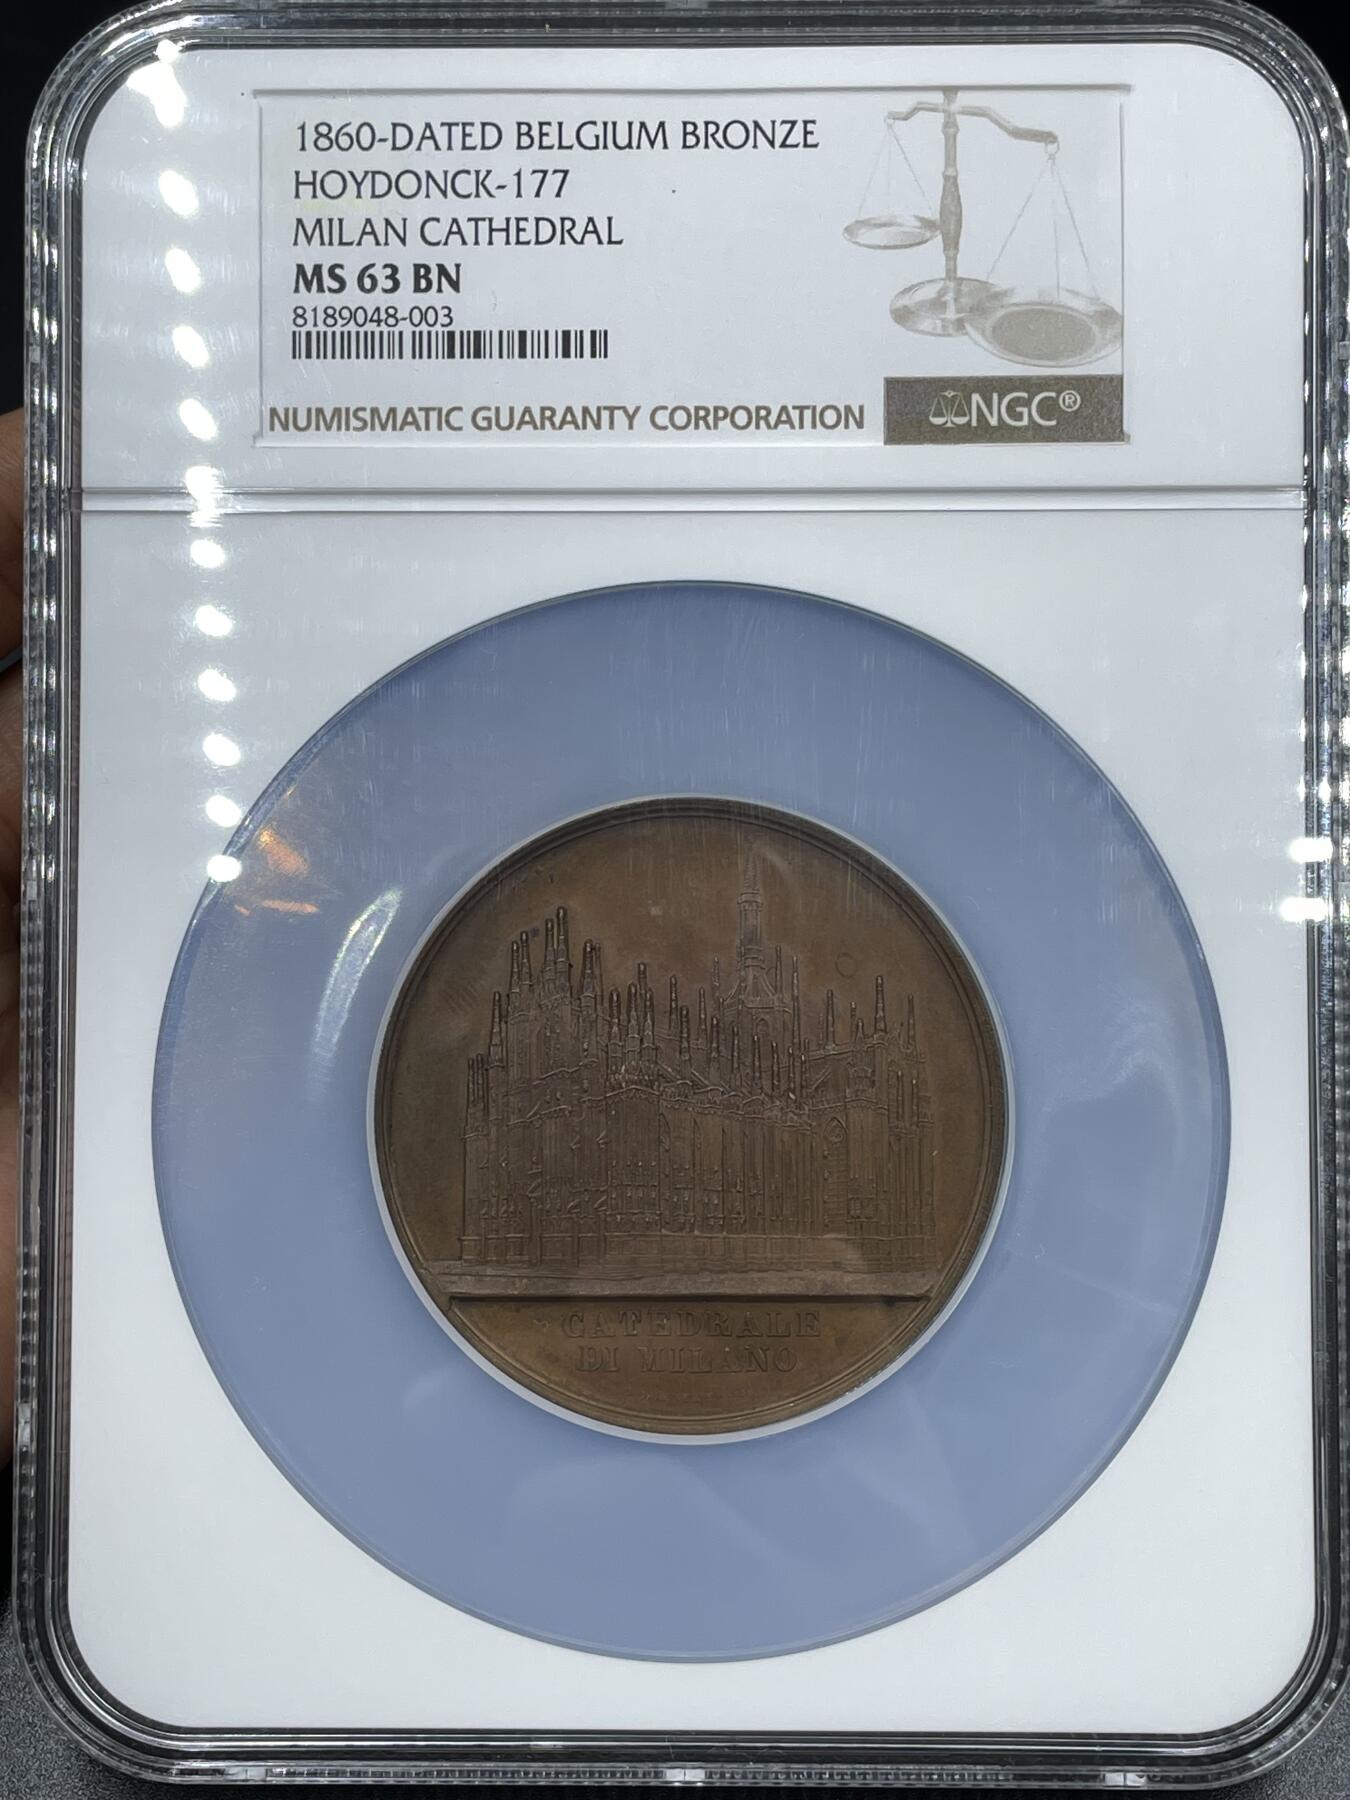 1860-DATED BELGIUM BRONZE
HOYDONCK-177
MILAN CATHEDRAL
MS 63 BN
8189048-003
NUMISMATIC GUARANTY CORPORATION
NGC®
CATEDRALE
DI MILANO